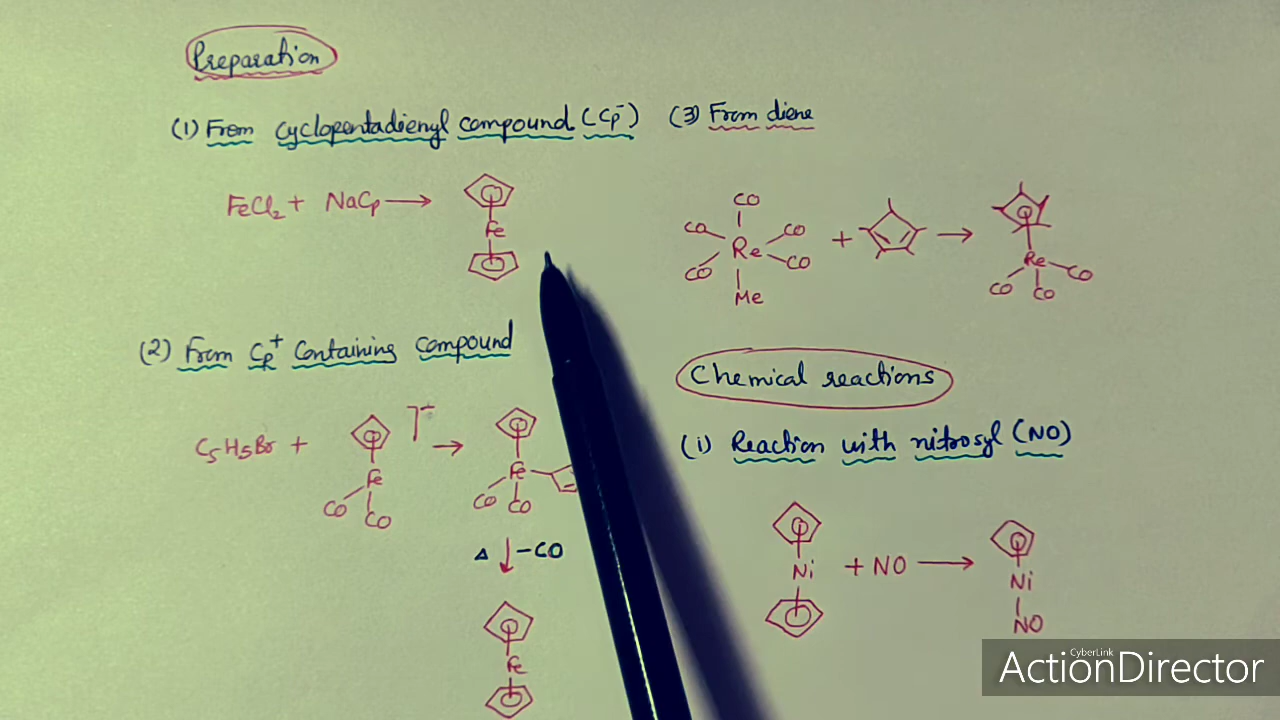 Preparation
(1) From cyclopentadienyl compound (Cp⁻)
FeCl₂ + NaCp →
Fe
(2) From Cp⁺ Containing compound
C₅H₅Br + Fe CO CO ]⁻ → Fe CO CO
Δ ↓ -CO
Fe
(3) From diene
CO
CO CO
Re
CO CO
Me
+ →
Re
CO CO CO
Chemical reactions
(i) Reaction with nitrosyl (NO)
Ni + NO → Ni
NO
CyberLink
ActionDirector